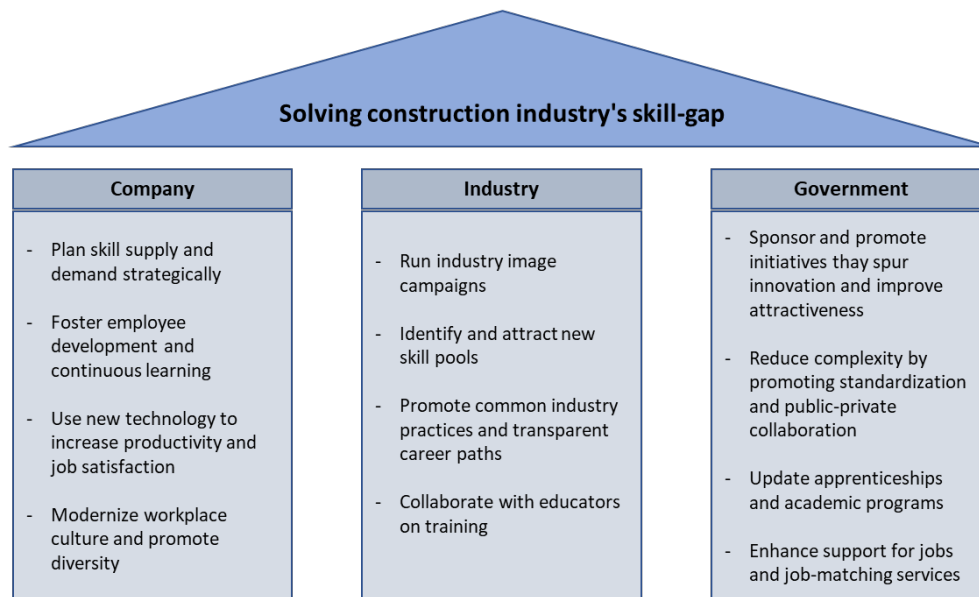 Solving construction industry's skill-gap
Company
- Plan skill supply and
demand strategically
- Foster employee
development and
continuous learning
- Use new technology to
increase productivity and
job satisfaction
- Modernize workplace
culture and promote
diversity
Industry
- Run industry image
campaigns
- Identify and attract new
skill pools
- Promote common industry
practices and transparent
career paths
- Collaborate with educators
on training
Government
- Sponsor and promote
initiatives thay spur
innovation and improve
attractiveness
- Reduce complexity by
promoting standardization
and public-private
collaboration
- Update apprenticeships
and academic programs
- Enhance support for jobs
and job-matching services